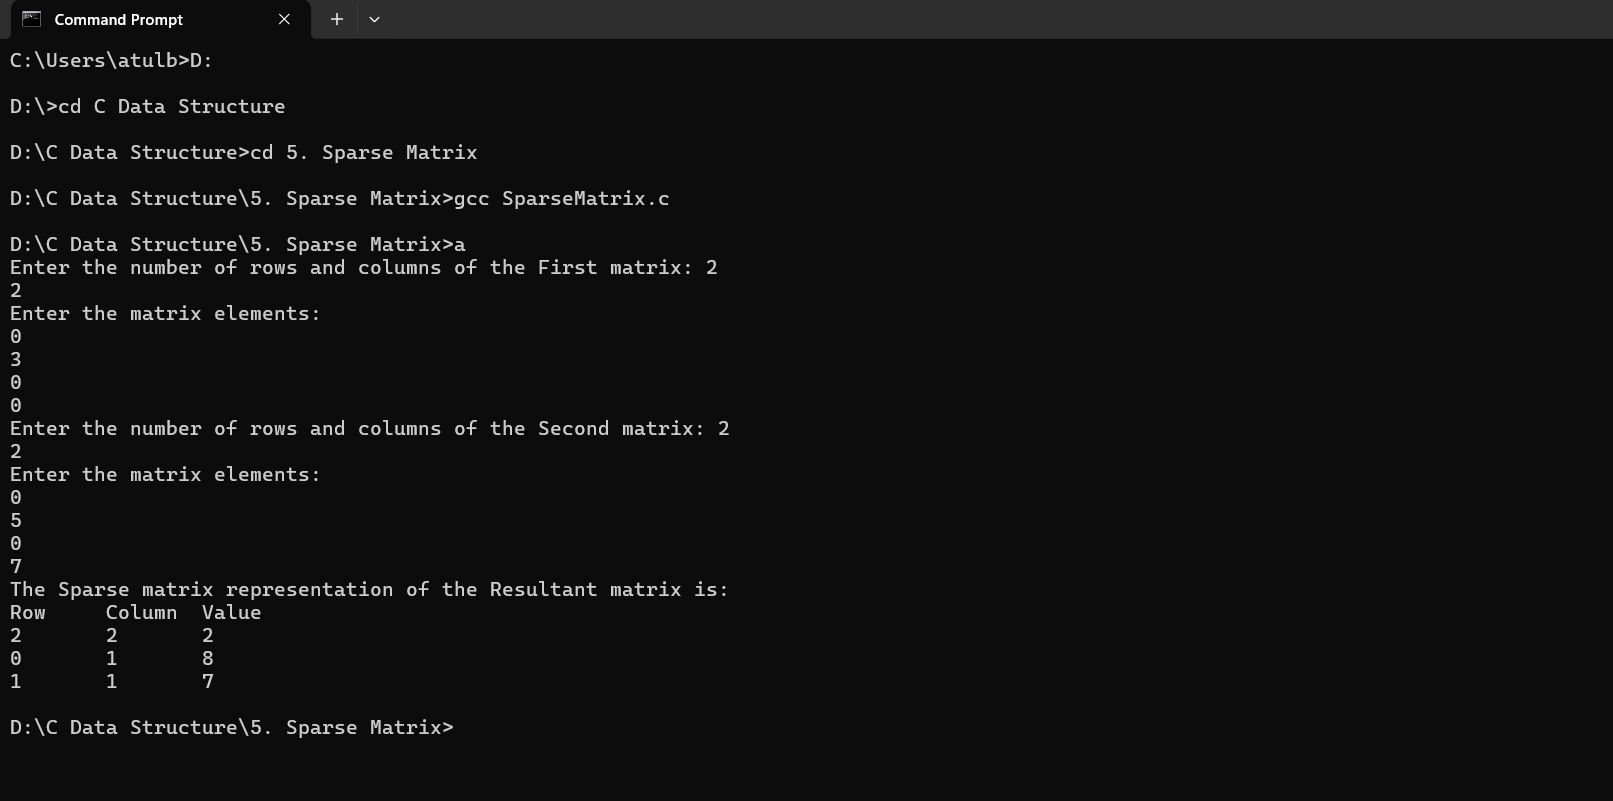 Command Prompt
C:\Users\atulb>D:
D:\>cd C Data Structure
D:\C Data Structure>cd 5. Sparse Matrix
D:\C Data Structure\5. Sparse Matrix>gcc SparseMatrix.c
D:\C Data Structure\5. Sparse Matrix>a
Enter the number of rows and columns of the First matrix: 2
2
Enter the matrix elements:
0
3
0
0
Enter the number of rows and columns of the Second matrix: 2
2
Enter the matrix elements:
0
5
0
7
The Sparse matrix representation of the Resultant matrix is:
Row Column Value
2 2 2
0 1 8
1 1 7
D:\C Data Structure\5. Sparse Matrix>